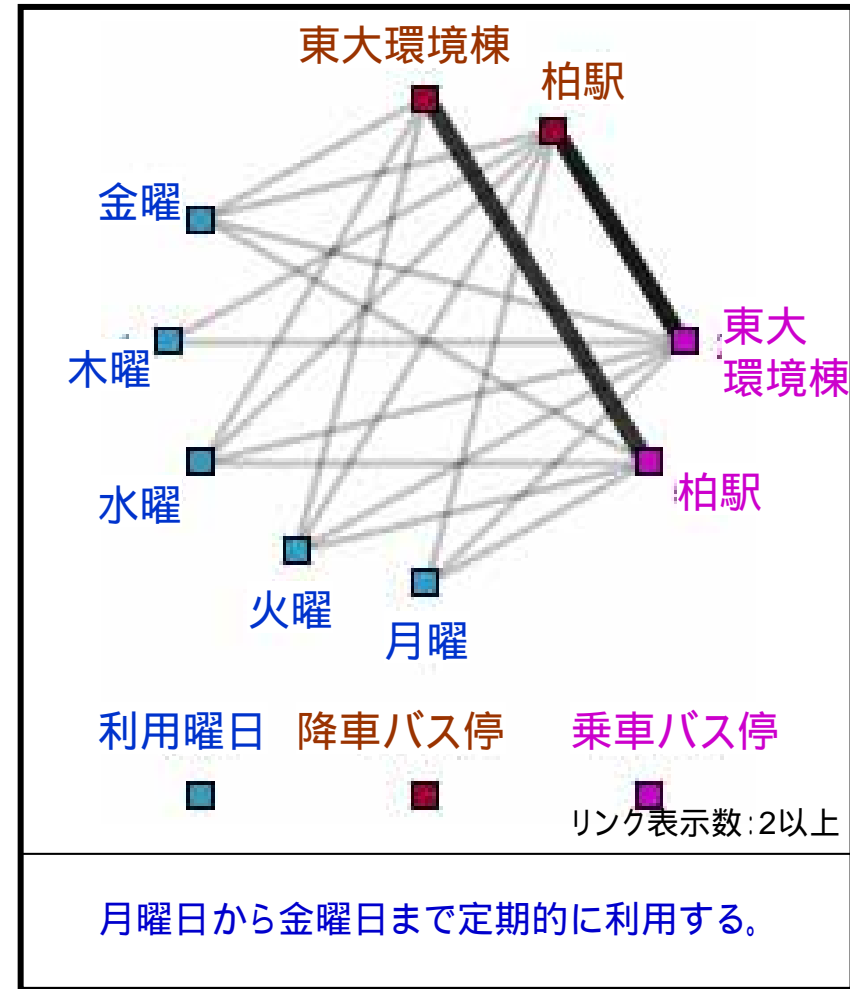 東大環境棟
柏駅
金曜
東大
環境棟
木曜
柏駅
水曜
火曜
月曜
利用曜日 降車バス停 乗車バス停
リンク表示数:2以上
月曜日から金曜日まで定期的に利用する。